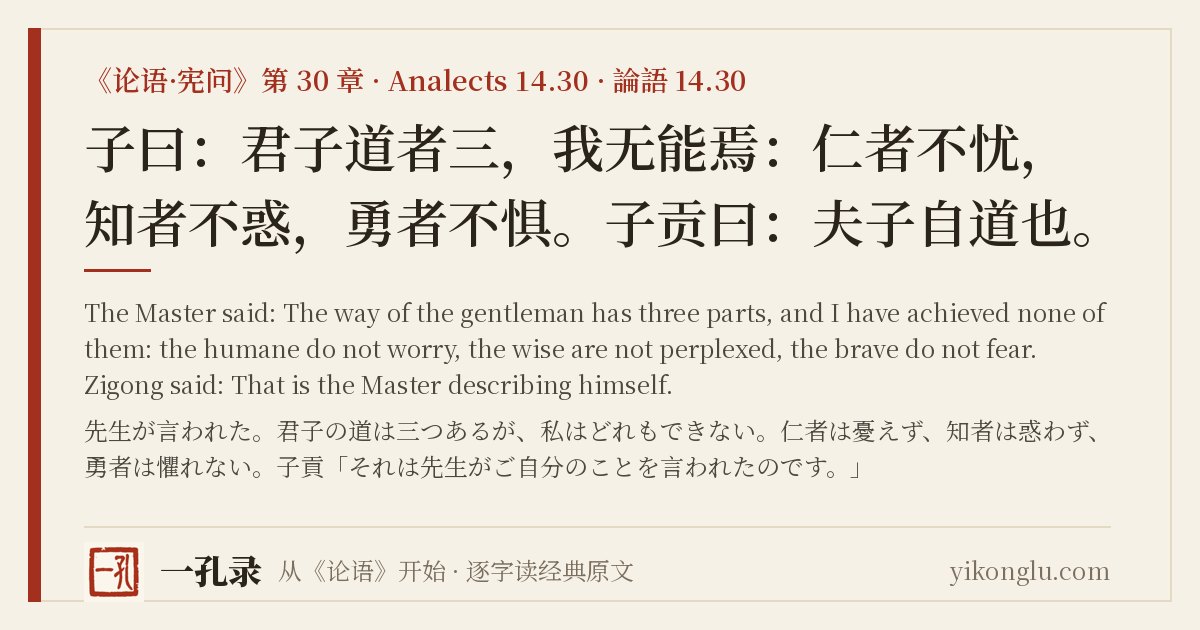 《论语·宪问》第 30 章 · Analects 14.30 · 論語 14.30
子曰：君子道者三，我无能焉：仁者不忧，
知者不惑，勇者不惧。子贡曰：夫子自道也。
The Master said: The way of the gentleman has three parts, and I have achieved none of
them: the humane do not worry, the wise are not perplexed, the brave do not fear.
Zigong said: That is the Master describing himself.
先生が言われた。君子の道は三つあるが、私はどれもできない。仁者は憂えず、知者は惑わず、
勇者は懼れない。子貢「それは先生がご自分のことを言われたのです。」
一孔
一孔录 从《论语》开始 · 逐字读经典原文 yikonglu.com